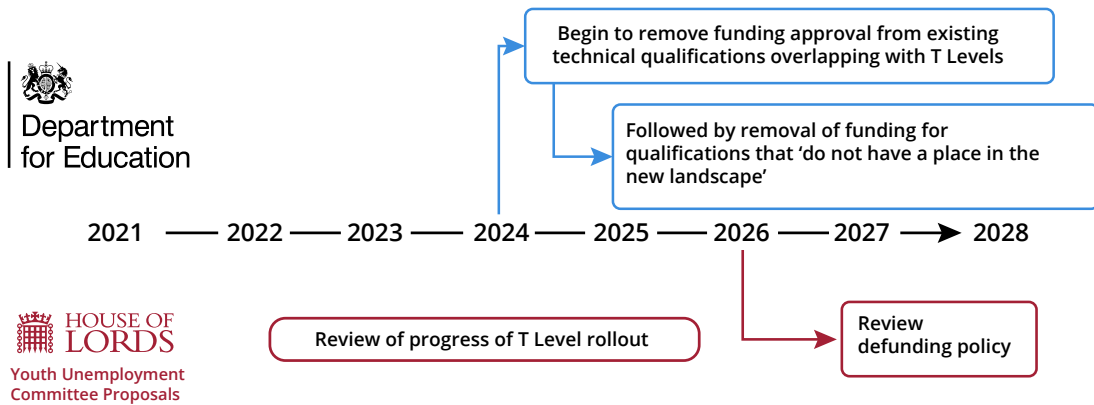 Begin to remove funding approval from existing
technical qualifications overlapping with T Levels
Department
for Education
Followed by removal of funding for
qualifications that ‘do not have a place in the
new landscape’
2021 2022 2023 2024 2025 2026 2027 2028
HOUSE OF
LORDS
Youth Unemployment
Committee Proposals
Review of progress of T Level rollout
Review
defunding policy